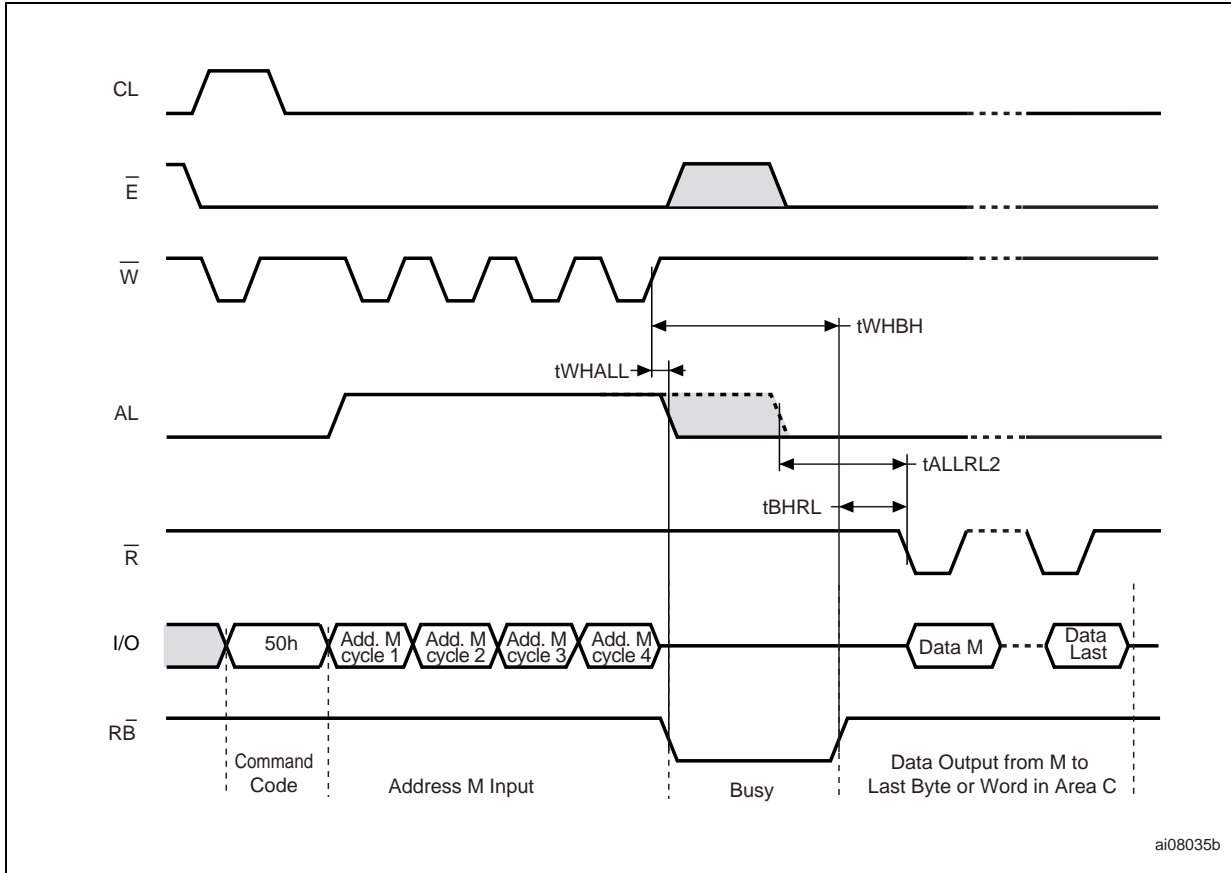 CL
E̅
W̅
tWHBH
tWHALL
AL
tALLRL2
tBHRL
R̅
I/O
50h
Add. M
cycle 1
Add. M
cycle 2
Add. M
cycle 3
Add. M
cycle 4
Data M
Data
Last
RB̅
Command
Code
Address M Input
Busy
Data Output from M to
Last Byte or Word in Area C
ai08035b